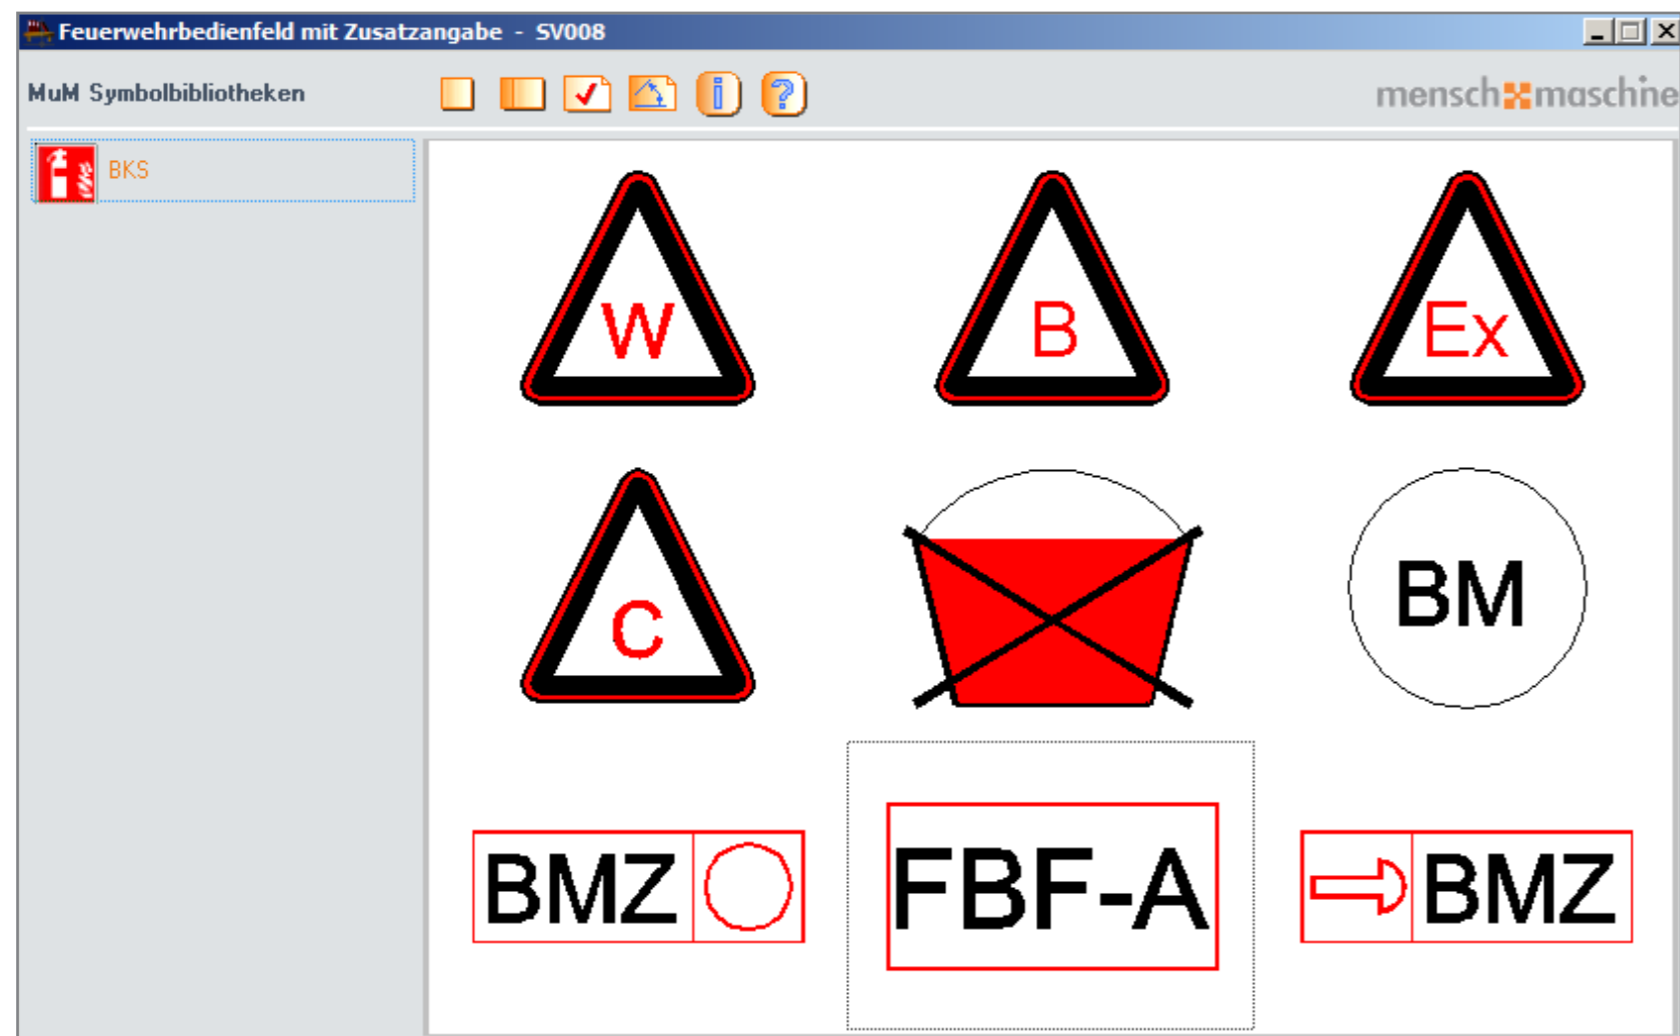 Feuerwehrbedienfeld mit Zusatzangabe - SV008
MuM Symbolbibliotheken
i ?
mensch maschine
BKS
W B Ex
C BM
BMZ FBF-A BMZ